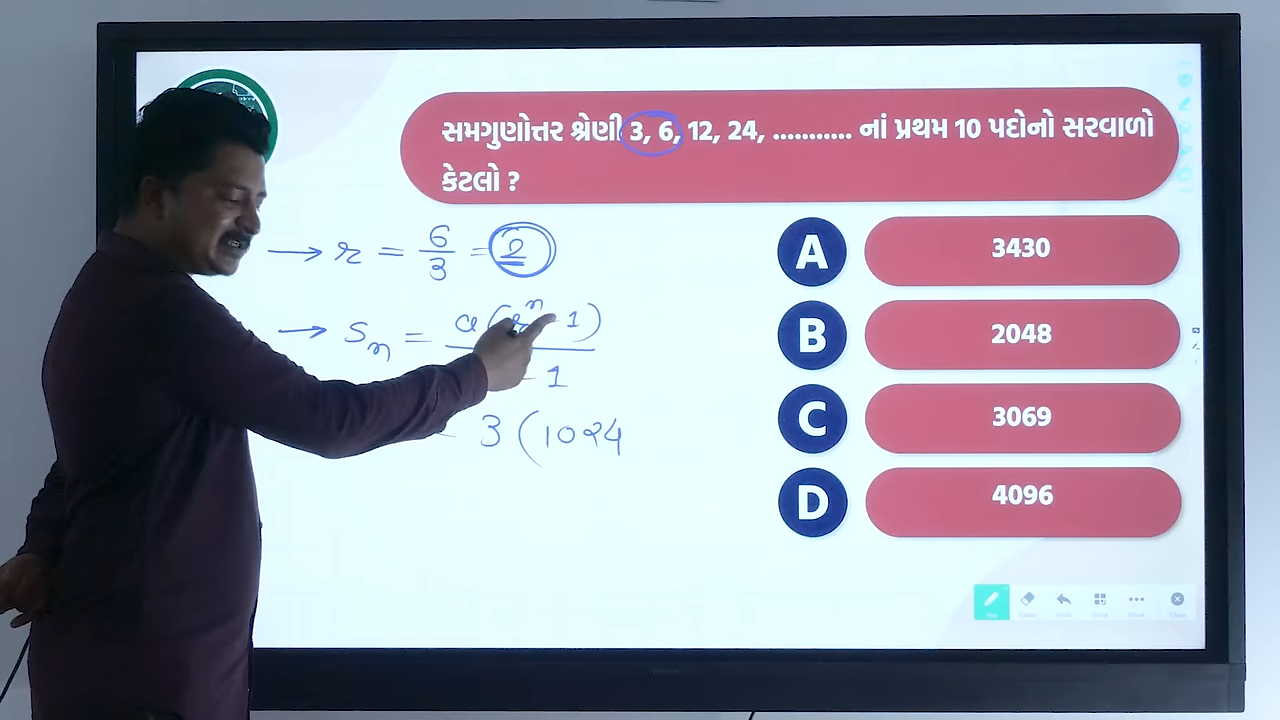 સમગુણોત્તર શ્રેણી 3, 6, 12, 24, ........... નાં પ્રથમ 10 પદોનો સરવાળો
કેટલો ?
→ r = 6/3 = 2
→ Sn = a(rⁿ - 1)
- 1
3 (1024
A 3430
B 2048
C 3069
D 4096